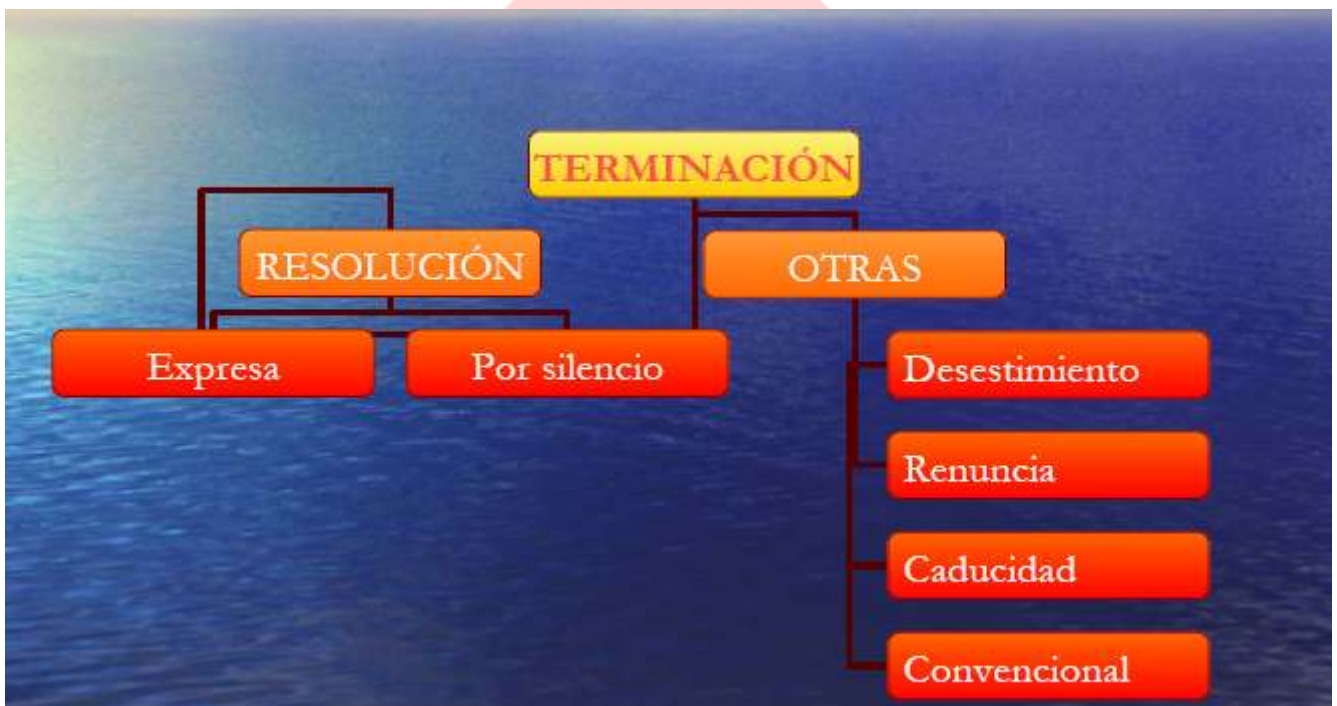 TERMINACIÓN
RESOLUCIÓN
OTRAS
Expresa
Por silencio
Desestimiento
Renuncia
Caducidad
Convencional